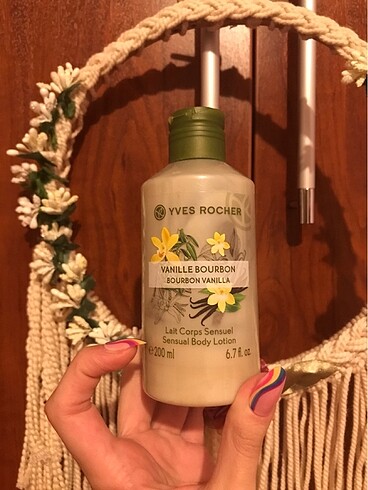 YVES ROCHER
VANILLE BOURBON
BOURBON VANILLA
Lait Corps Sensuel
Sensual Body Lotion
e 200 ml 6.7 fl. oz